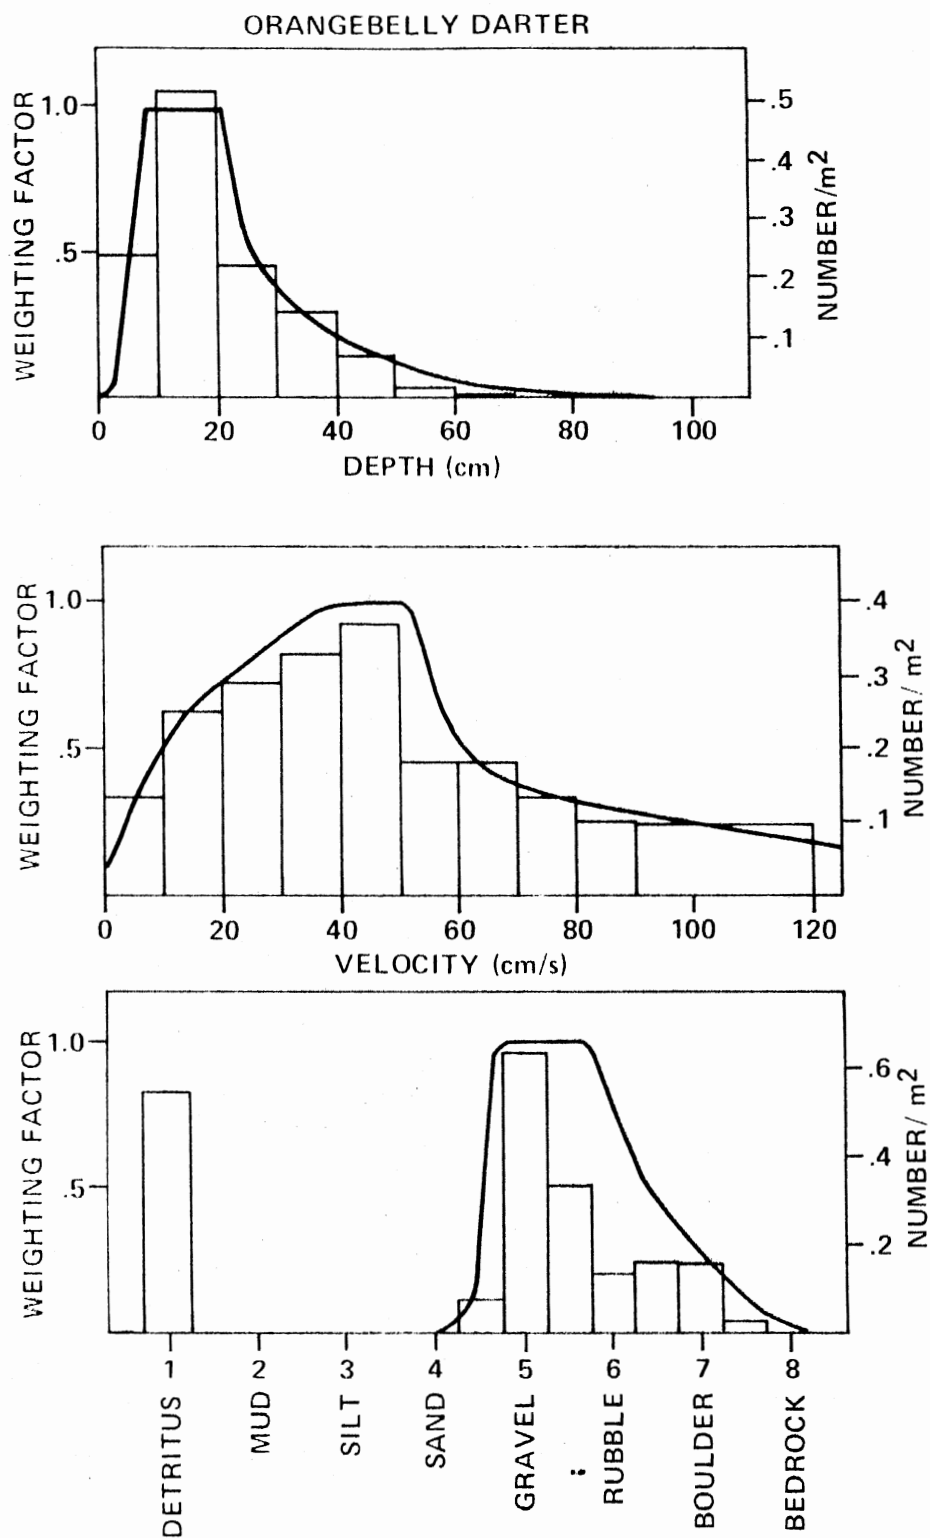 ORANGEBELLY DARTER
WEIGHTING FACTOR
1.0
.5
.5
.4
.3
.2
.1
NUMBER/m2
0 20 40 60 80 100
DEPTH (cm)
WEIGHTING FACTOR
1.0
.5
.4
.3
.2
.1
NUMBER/ m2
0 20 40 60 80 100 120
VELOCITY (cm/s)
WEIGHTING FACTOR
1.0
.5
.6
.4
.2
NUMBER/ m2
1 2 3 4 5 6 7 8
DETRITUS
MUD
SILT
SAND
GRAVEL
RUBBLE
BOULDER
BEDROCK